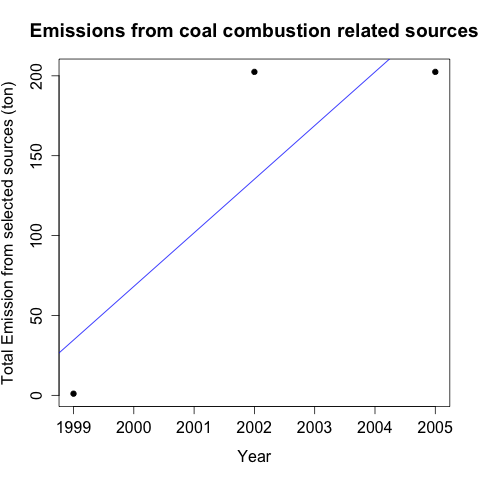 Emissions from coal combustion related sources
Total Emission from selected sources (ton)
200
150
100
50
0
1999 2000 2001 2002 2003 2004 2005
Year